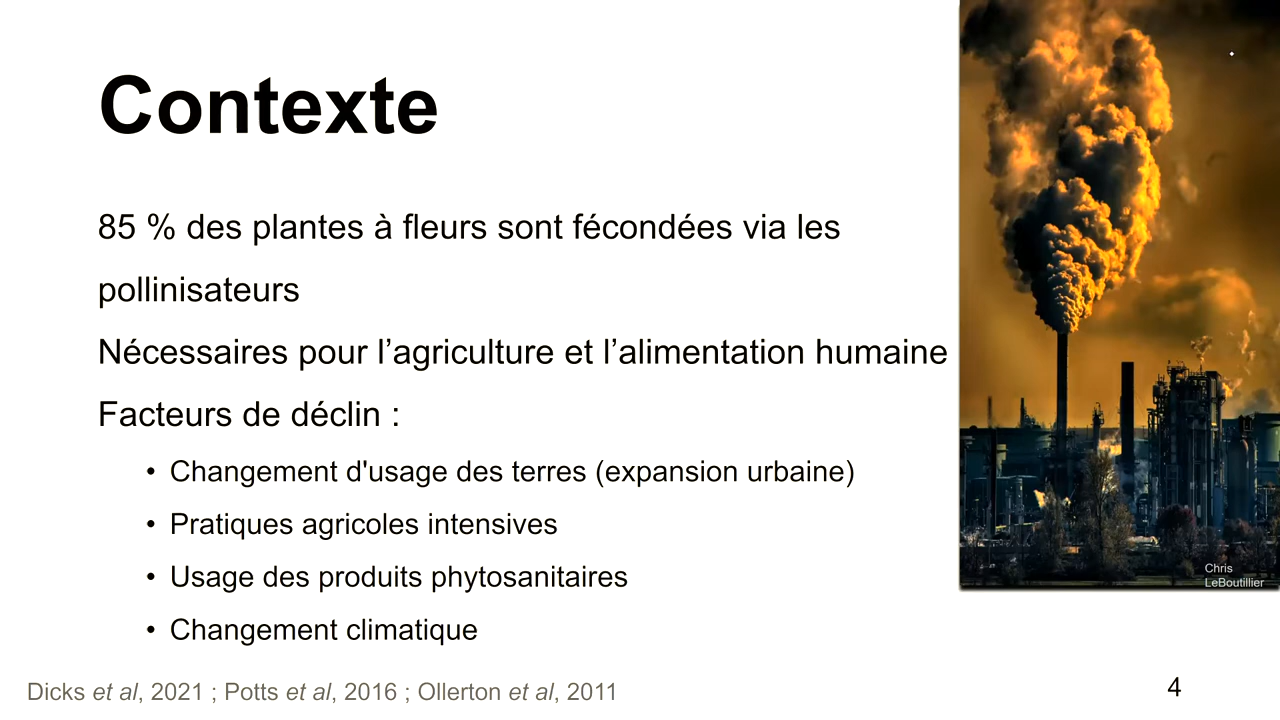 Contexte
85 % des plantes à fleurs sont fécondées via les
pollinisateurs
Nécessaires pour l’agriculture et l’alimentation humaine
Facteurs de déclin :
• Changement d'usage des terres (expansion urbaine)
• Pratiques agricoles intensives
• Usage des produits phytosanitaires
• Changement climatique
Chris
LeBoutillier
Dicks et al, 2021 ; Potts et al, 2016 ; Ollerton et al, 2011
4